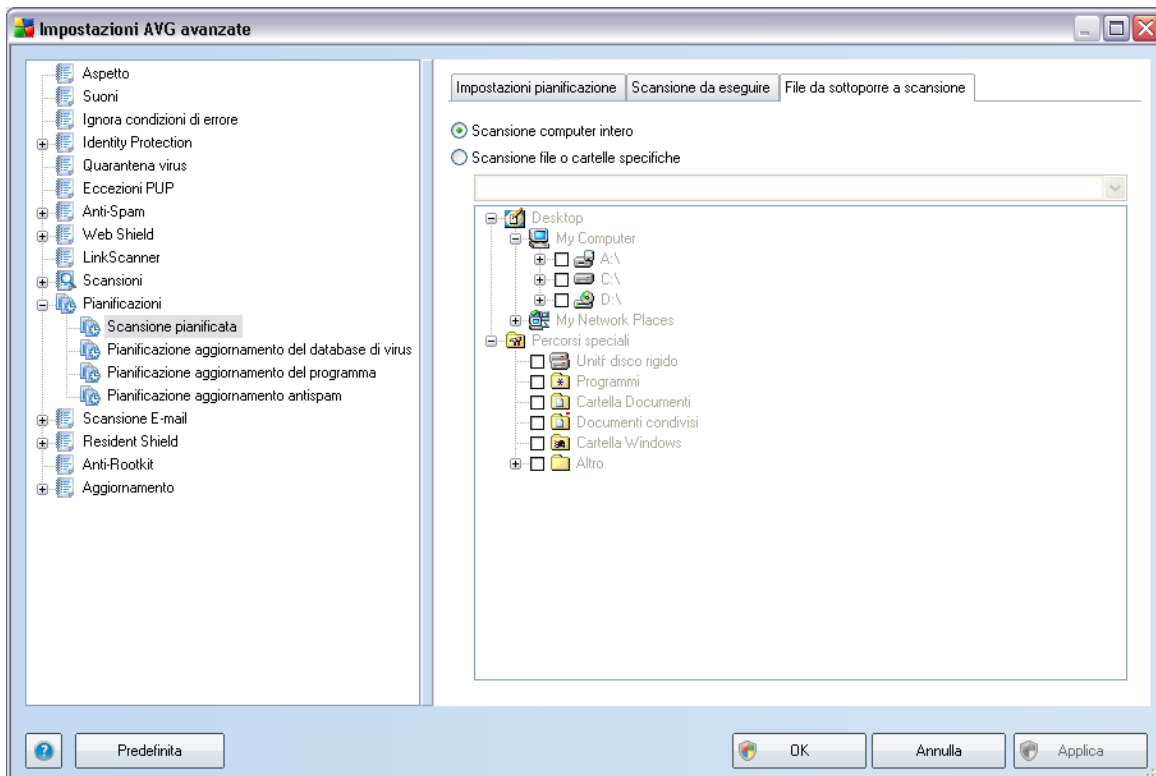 Impostazioni AVG avanzate
Aspetto
Suoni
Ignora condizioni di errore
Identity Protection
Quarantena virus
Eccezioni PUP
Anti-Spam
Web Shield
LinkScanner
Scansioni
Pianificazioni
Scansione pianificata
Pianificazione aggiornamento del database di virus
Pianificazione aggiornamento del programma
Pianificazione aggiornamento antispam
Scansione E-mail
Resident Shield
Anti-Rootkit
Aggiornamento
Impostazioni pianificazione
Scansione da eseguire
File da sottoporre a scansione
Scansione computer intero
Scansione file o cartelle specifiche
Desktop
My Computer
A:\
C:\
D:\
My Network Places
Percorsi speciali
Unitŕ disco rigido
Programmi
Cartella Documenti
Documenti condivisi
Cartella Windows
Altro
Predefinita
OK
Annulla
Applica